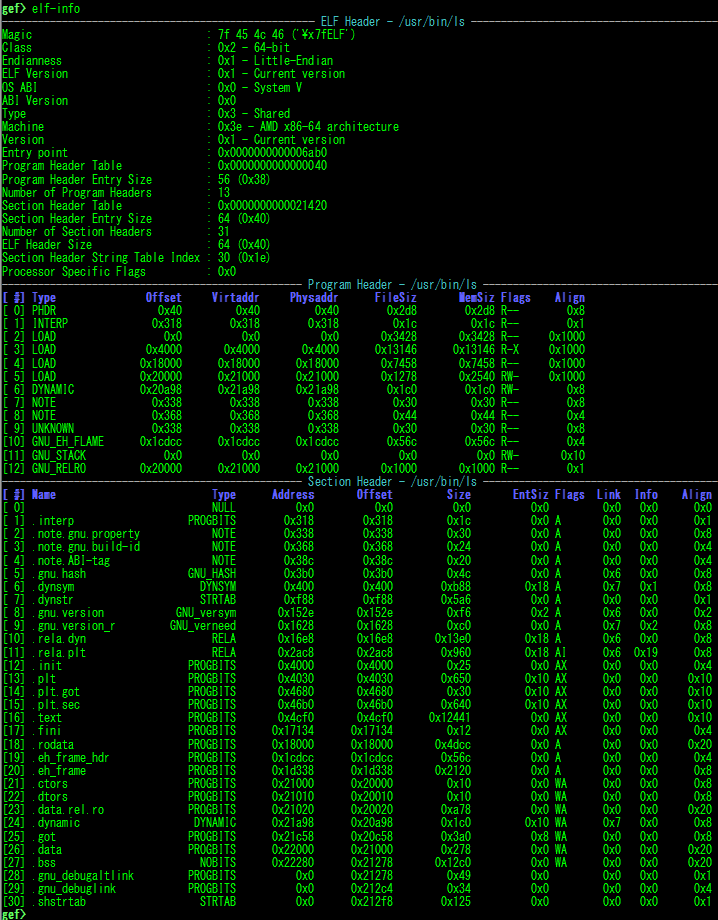 gef> elf-info
ELF Header - /usr/bin/ls
Magic : 7f 45 4c 46 ('¥x7fELF')
Class : 0x2 - 64-bit
Endianness : 0x1 - Little-Endian
ELF Version : 0x1 - Current version
OS ABI : 0x0 - System V
ABI Version : 0x0
Type : 0x3 - Shared
Machine : 0x3e - AMD x86-64 architecture
Version : 0x1 - Current version
Entry point : 0x0000000000006ab0
Program Header Table : 0x0000000000000040
Program Header Entry Size : 56 (0x38)
Number of Program Headers : 13
Section Header Table : 0x0000000000021420
Section Header Entry Size : 64 (0x40)
Number of Section Headers : 31
ELF Header Size : 64 (0x40)
Section Header String Table Index : 30 (0x1e)
Processor Specific Flags : 0x0
Program Header - /usr/bin/ls
[ #] Type Offset Virtaddr Physaddr FileSiz MemSiz Flags Align
[ 0] PHDR 0x40 0x40 0x40 0x2d8 0x2d8 R-- 0x8
[ 1] INTERP 0x318 0x318 0x318 0x1c 0x1c R-- 0x1
[ 2] LOAD 0x0 0x0 0x0 0x3428 0x3428 R-- 0x1000
[ 3] LOAD 0x4000 0x4000 0x4000 0x13146 0x13146 R-X 0x1000
[ 4] LOAD 0x18000 0x18000 0x18000 0x7458 0x7458 R-- 0x1000
[ 5] LOAD 0x20000 0x21000 0x21000 0x1278 0x2540 RW- 0x1000
[ 6] DYNAMIC 0x20a98 0x21a98 0x21a98 0x1c0 0x1c0 RW- 0x8
[ 7] NOTE 0x338 0x338 0x338 0x30 0x30 R-- 0x8
[ 8] NOTE 0x368 0x368 0x368 0x44 0x44 R-- 0x4
[ 9] UNKNOWN 0x338 0x338 0x338 0x30 0x30 R-- 0x8
[10] GNU_EH_FLAME 0x1cdcc 0x1cdcc 0x1cdcc 0x56c 0x56c R-- 0x4
[11] GNU_STACK 0x0 0x0 0x0 0x0 0x0 RW- 0x10
[12] GNU_RELRO 0x20000 0x21000 0x21000 0x1000 0x1000 R-- 0x1
Section Header - /usr/bin/ls
[ #] Name Type Address Offset Size EntSiz Flags Link Info Align
[ 0] NULL 0x0 0x0 0x0 0x0 0x0 0x0 0x0
[ 1] .interp PROGBITS 0x318 0x318 0x1c 0x0 A 0x0 0x0 0x1
[ 2] .note.gnu.property NOTE 0x338 0x338 0x30 0x0 A 0x0 0x0 0x8
[ 3] .note.gnu.build-id NOTE 0x368 0x368 0x24 0x0 A 0x0 0x0 0x4
[ 4] .note.ABI-tag NOTE 0x38c 0x38c 0x20 0x0 A 0x0 0x0 0x4
[ 5] .gnu.hash GNU_HASH 0x3b0 0x3b0 0x4c 0x0 A 0x6 0x0 0x8
[ 6] .dynsym DYNSYM 0x400 0x400 0xb88 0x18 A 0x7 0x1 0x8
[ 7] .dynstr STRTAB 0xf88 0xf88 0x5a6 0x0 A 0x0 0x0 0x1
[ 8] .gnu.version GNU_versym 0x152e 0x152e 0xf6 0x2 A 0x6 0x0 0x2
[ 9] .gnu.version_r GNU_verneed 0x1628 0x1628 0xc0 0x0 A 0x7 0x2 0x8
[10] .rela.dyn RELA 0x16e8 0x16e8 0x13e0 0x18 A 0x6 0x0 0x8
[11] .rela.plt RELA 0x2ac8 0x2ac8 0x960 0x18 AI 0x6 0x19 0x8
[12] .init PROGBITS 0x4000 0x4000 0x25 0x0 AX 0x0 0x0 0x4
[13] .plt PROGBITS 0x4030 0x4030 0x650 0x10 AX 0x0 0x0 0x10
[14] .plt.got PROGBITS 0x4680 0x4680 0x30 0x10 AX 0x0 0x0 0x10
[15] .plt.sec PROGBITS 0x46b0 0x46b0 0x640 0x10 AX 0x0 0x0 0x10
[16] .text PROGBITS 0x4cf0 0x4cf0 0x12441 0x0 AX 0x0 0x0 0x10
[17] .fini PROGBITS 0x17134 0x17134 0x12 0x0 AX 0x0 0x0 0x4
[18] .rodata PROGBITS 0x18000 0x18000 0x4dcc 0x0 A 0x0 0x0 0x20
[19] .eh_frame_hdr PROGBITS 0x1cdcc 0x1cdcc 0x56c 0x0 A 0x0 0x0 0x4
[20] .eh_frame PROGBITS 0x1d338 0x1d338 0x2120 0x0 A 0x0 0x0 0x8
[21] .ctors PROGBITS 0x21000 0x20000 0x10 0x0 WA 0x0 0x0 0x8
[22] .dtors PROGBITS 0x21010 0x20010 0x10 0x0 WA 0x0 0x0 0x8
[23] .data.rel.ro PROGBITS 0x21020 0x20020 0xa78 0x0 WA 0x0 0x0 0x20
[24] .dynamic DYNAMIC 0x21a98 0x20a98 0x1c0 0x10 WA 0x7 0x0 0x8
[25] .got PROGBITS 0x21c58 0x20c58 0x3a0 0x8 WA 0x0 0x0 0x8
[26] .data PROGBITS 0x22000 0x21000 0x278 0x0 WA 0x0 0x0 0x20
[27] .bss NOBITS 0x22280 0x21278 0x12c0 0x0 WA 0x0 0x0 0x20
[28] .gnu_debugaltlink PROGBITS 0x0 0x21278 0x49 0x0 0x0 0x0 0x1
[29] .gnu_debuglink PROGBITS 0x0 0x212c4 0x34 0x0 0x0 0x0 0x4
[30] .shstrtab STRTAB 0x0 0x212f8 0x125 0x0 0x0 0x0 0x1
gef>